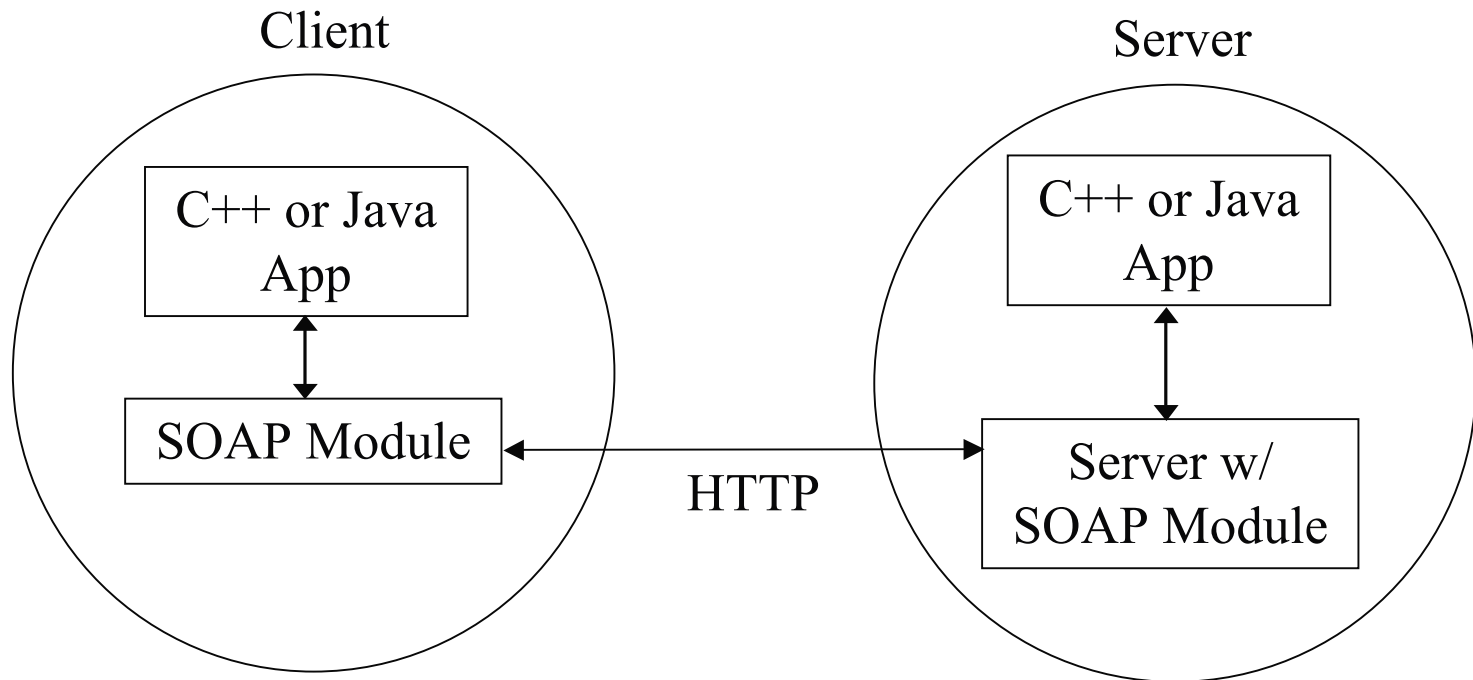 Client
Server
C++ or Java
App
C++ or Java
App
SOAP Module
HTTP
Server w/
SOAP Module